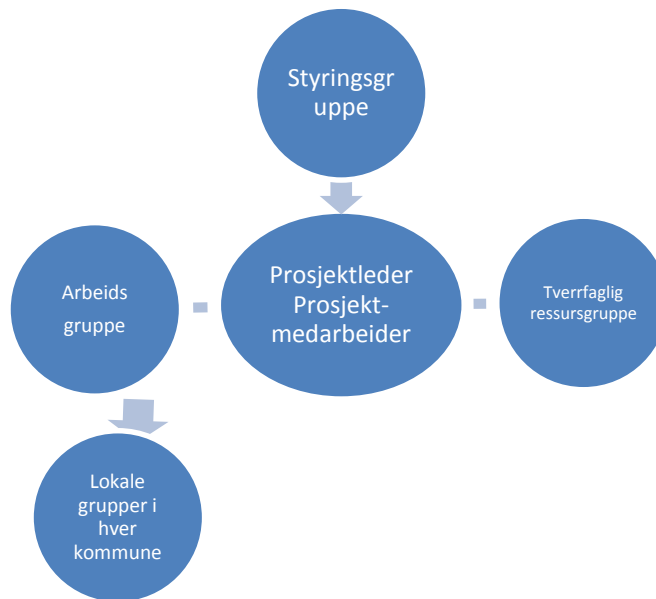 Styringsgr
uppe
Arbeids
gruppe
Prosjektleder
Prosjekt-
medarbeider
Tverrfaglig
ressursgruppe
Lokale
grupper i
hver
kommune